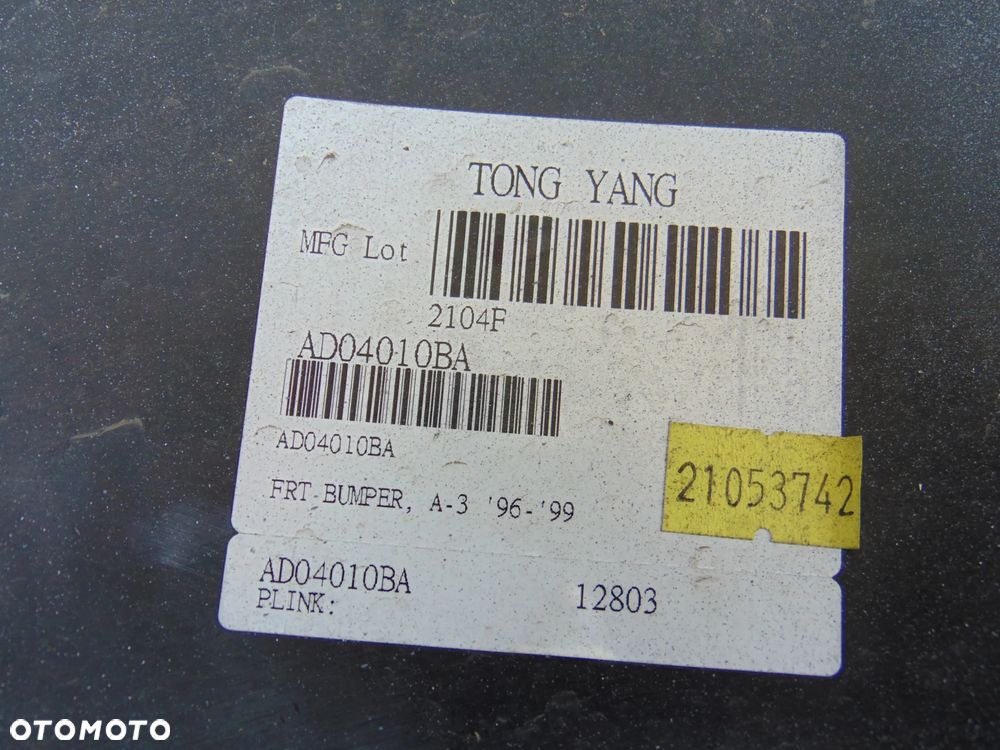 TONG YANG
MFG Lot
2104F
AD04010BA
AD04010BA
FRT BUMPER, A-3 '96-'99
21053742
AD04010BA
PLINK: 12803
OTOMOTO